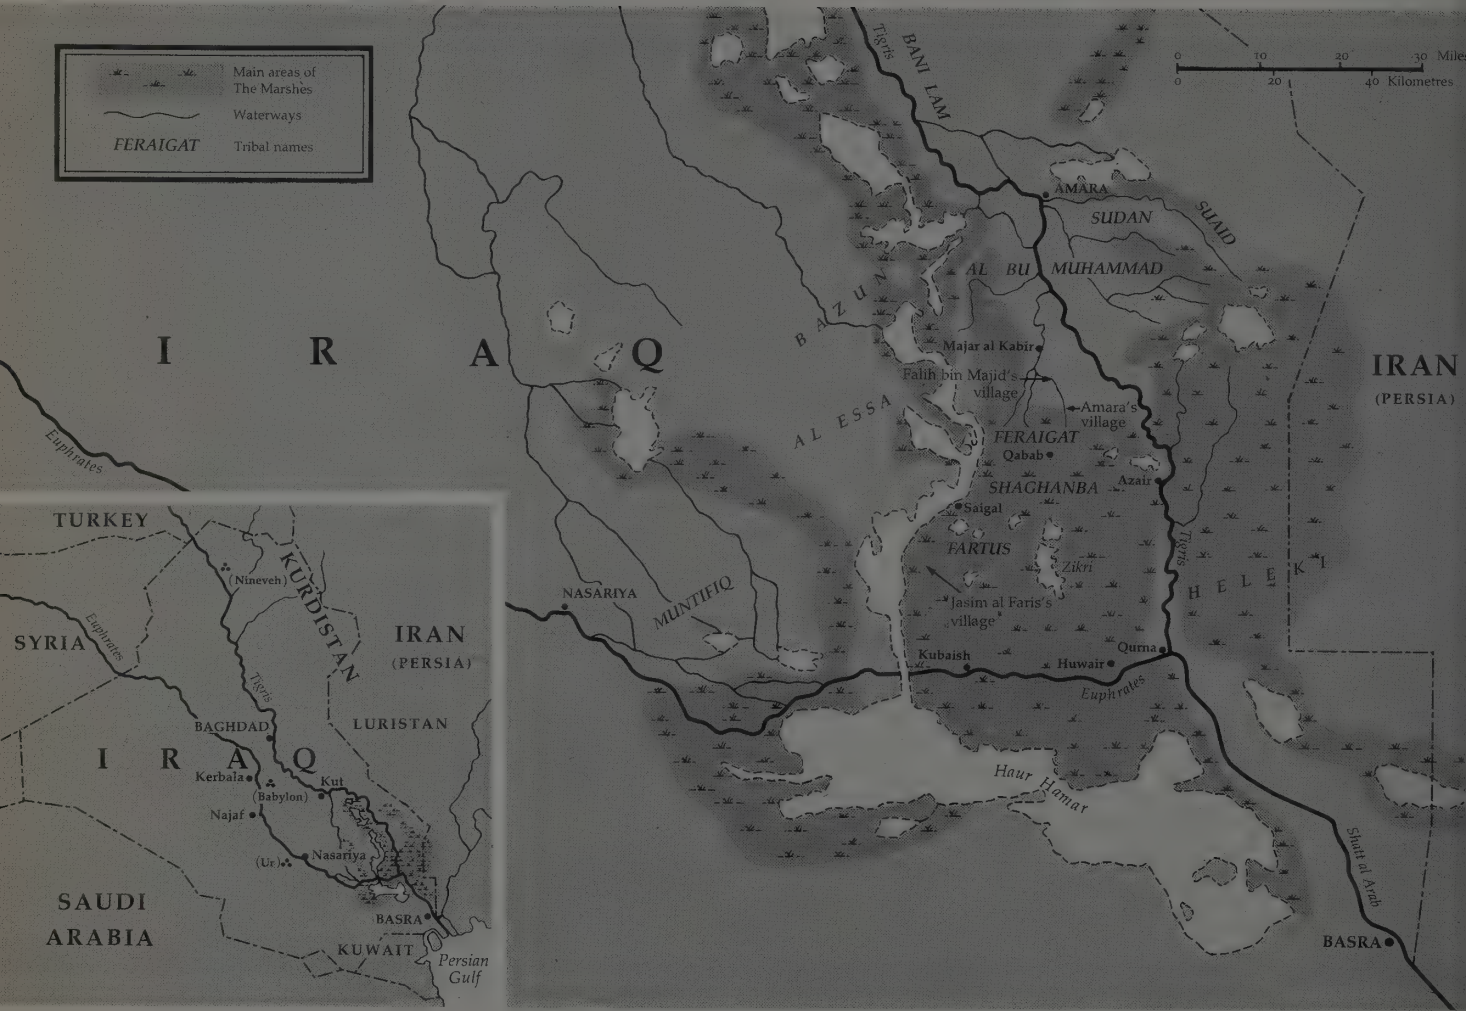 Main areas of
The Marshes
Waterways
FERAIGAT Tribal names
Tigris
BANI LAM
0 10 20 30 Miles
0 20 40 Kilometres
AMARA
SUDAN
SUAID
AL BU MUHAMMAD
BAZUN
IRAQ
Majar al Kabir
Falih bin Majid's
village
Amara's
village
IRAN
(PERSIA)
AL ESSA
FERAIGAT
Qabab
Azair
SHAGHANBA
Saigal
FARTUS
Zikri
Tigris
HELEKI
Euphrates
NASARIYA
MUNTIFIQ
Jasim al Faris's
village
Kubaish
Huwair
Qurna
Euphrates
Haur Hamar
Shatt al Arab
BASRA
TURKEY
(Nineveh)
KURDISTAN
SYRIA
Euphrates
IRAN
(PERSIA)
Tigris
BAGHDAD
LURISTAN
IRAQ
Kerbala
(Babylon)
Kut
Najaf
(Ur)
Nasariya
SAUDI
ARABIA
BASRA
KUWAIT
Persian
Gulf